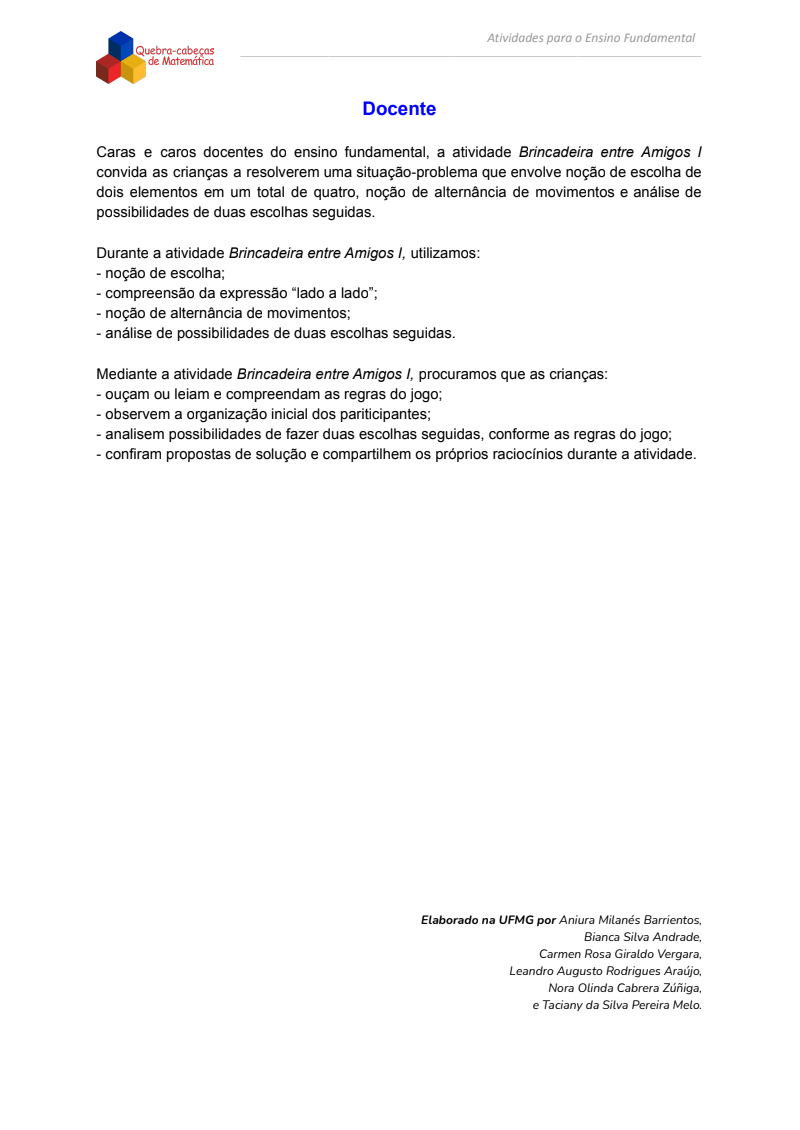 Quebra-cabeças
de Matemática
Atividades para o Ensino Fundamental
Docente
Caras e caros docentes do ensino fundamental, a atividade Brincadeira entre Amigos I
convida as crianças a resolverem uma situação-problema que envolve noção de escolha de
dois elementos em um total de quatro, noção de alternância de movimentos e análise de
possibilidades de duas escolhas seguidas.
Durante a atividade Brincadeira entre Amigos I, utilizamos:
- noção de escolha;
- compreensão da expressão “lado a lado”;
- noção de alternância de movimentos;
- análise de possibilidades de duas escolhas seguidas.
Mediante a atividade Brincadeira entre Amigos I, procuramos que as crianças:
- ouçam ou leiam e compreendam as regras do jogo;
- observem a organização inicial dos pariticipantes;
- analisem possibilidades de fazer duas escolhas seguidas, conforme as regras do jogo;
- confiram propostas de solução e compartilhem os próprios raciocínios durante a atividade.
Elaborado na UFMG por Aniura Milanés Barrientos,
Bianca Silva Andrade,
Carmen Rosa Giraldo Vergara,
Leandro Augusto Rodrigues Araújo,
Nora Olinda Cabrera Zúñiga,
e Taciany da Silva Pereira Melo.